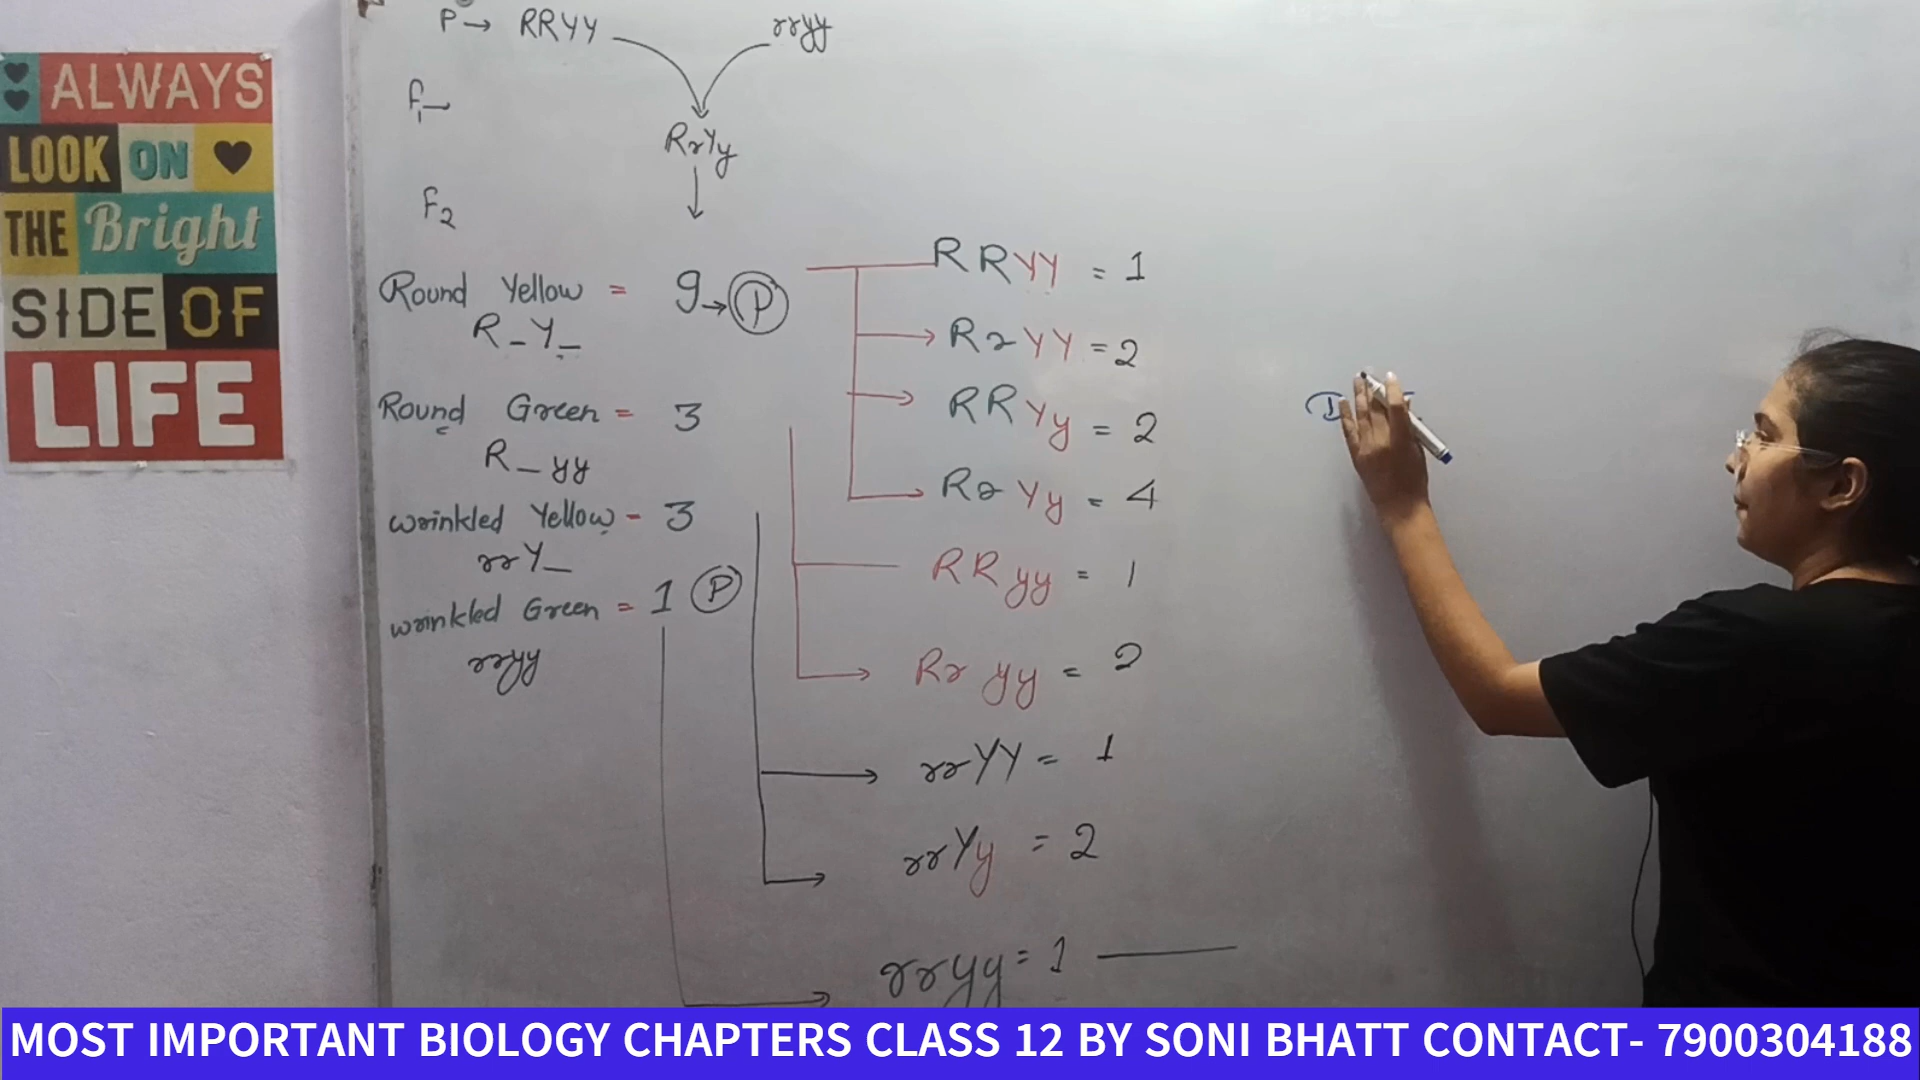 ALWAYS
LOOK ON
THE Bright
SIDE OF
LIFE
P → RRYY rryy
F1
RrYy
F2
Round Yellow = 9 → P
R_Y_
Round Green = 3
R_yy
wrinkled Yellow = 3
rrY_
wrinkled Green = 1 P
rryy
RRYY = 1
RrYY = 2
RRYy = 2
RrYy = 4
RRyy = 1
Rryy = 2
rrYY = 1
rrYy = 2
rryy = 1
MOST IMPORTANT BIOLOGY CHAPTERS CLASS 12 BY SONI BHATT CONTACT- 7900304188